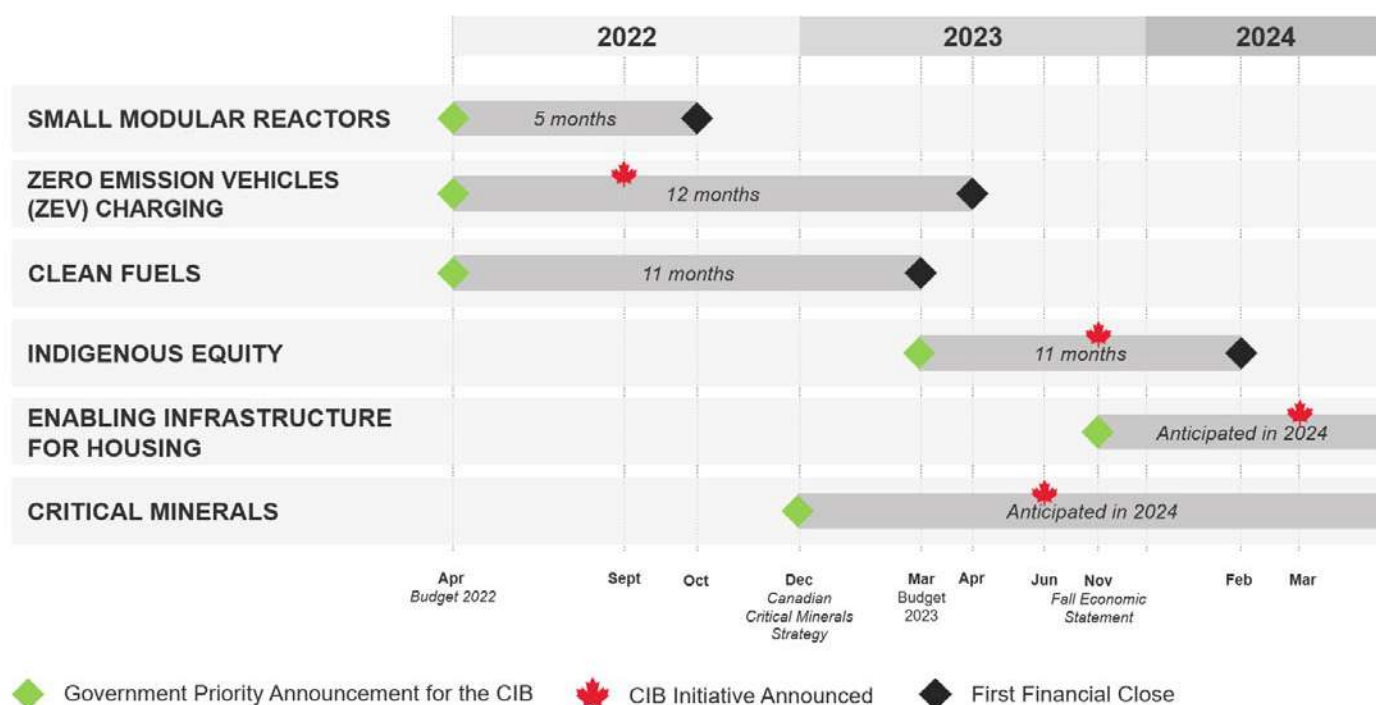 2022
2023
2024
SMALL MODULAR REACTORS
5 months
ZERO EMISSION VEHICLES
(ZEV) CHARGING
12 months
CLEAN FUELS
11 months
INDIGENOUS EQUITY
11 months
ENABLING INFRASTRUCTURE
FOR HOUSING
Anticipated in 2024
CRITICAL MINERALS
Anticipated in 2024
Apr
Budget 2022
Sept
Oct
Dec
Canadian
Critical Minerals
Strategy
Mar
Budget
2023
Apr
Jun
Nov
Fall Economic
Statement
Feb
Mar
Government Priority Announcement for the CIB
CIB Initiative Announced
First Financial Close